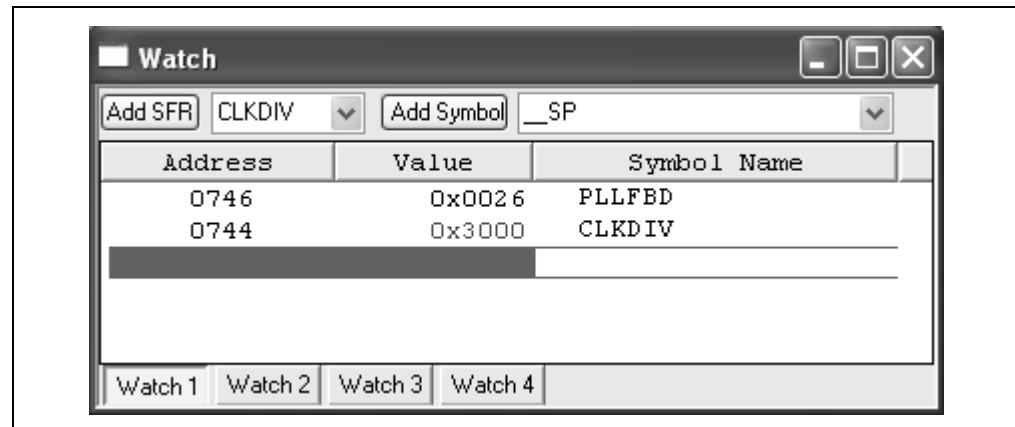 Watch
Add SFR CLKDIV Add Symbol __SP
Address Value Symbol Name
0746 0x0026 PLLFBD
0744 0x3000 CLKDIV
Watch 1 Watch 2 Watch 3 Watch 4